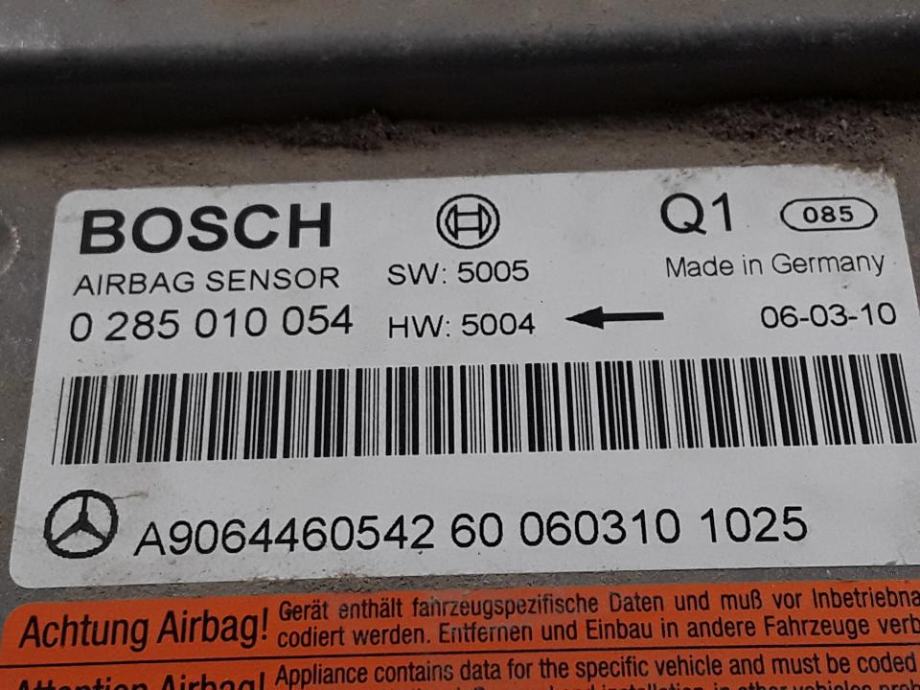 BOSCH
Q1 085
AIRBAG SENSOR SW: 5005 Made in Germany
0 285 010 054 HW: 5004 06-03-10
A9064460542 60 060310 1025
Achtung Airbag! Gerät enthält fahrzeugspezifische Daten und muß vor
codiert werden. Entfernen und Einbau in andere Fahrzeuge
Attention Airbag! Appliance contains data for the specific vehicle and must be coded